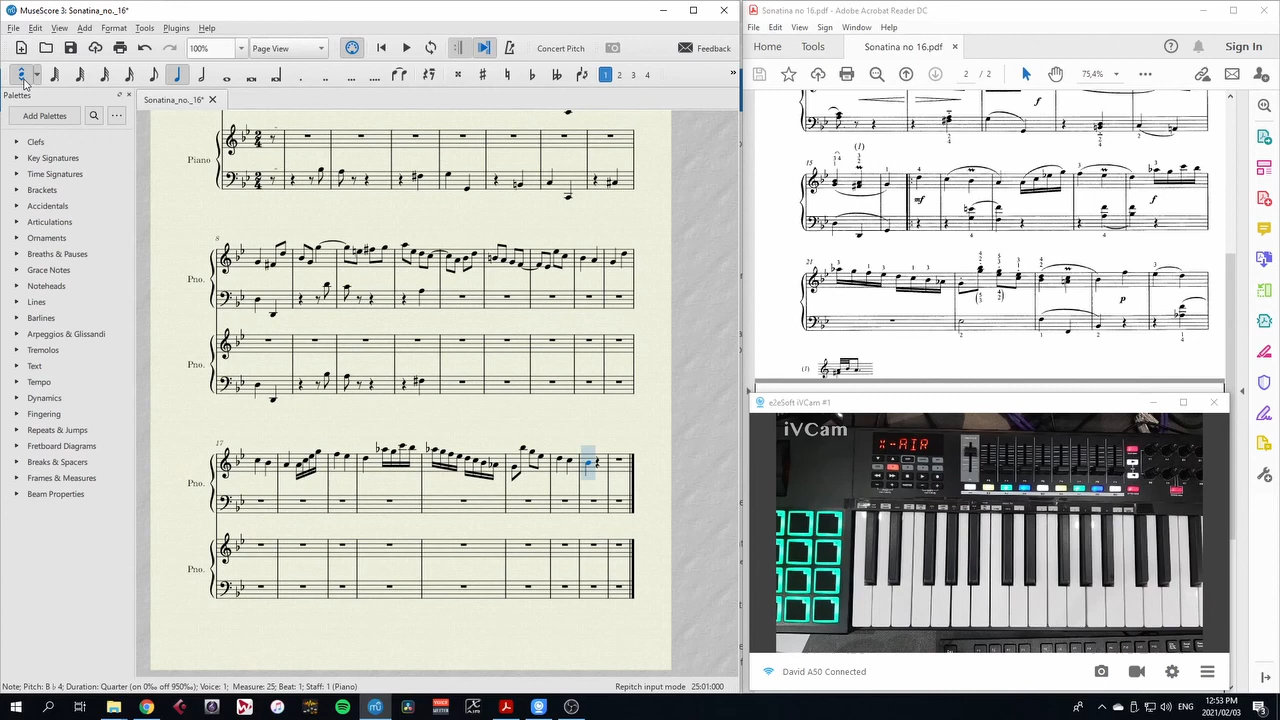 MuseScore 3: Sonatina_no._16*
File Edit View Add Format Tools Plugins Help
100% Page View Concert Pitch Feedback
1 2 3 4 »
Palettes
Sonatina_no._16*
Add Palettes
Clefs
Key Signatures
Time Signatures
Brackets
Accidentals
Articulations
Ornaments
Breaths & Pauses
Grace Notes
Noteheads
Lines
Barlines
Arpeggios & Glissandi
Tremolos
Text
Tempo
Dynamics
Fingering
Repeats & Jumps
Fretboard Diagrams
Breaks & Spacers
Frames & Measures
Beam Properties
Piano
8
Pno.
Pno.
17
Pno.
Pno.
Note; Pitch: B♭4; Duration: Quarter (on 0‰ off 950‰); Voice: 1; Measure: 25; Beat: 1; Staff: 1 (Piano)
Repitch input mode 25:01:000
Sonatina no 16.pdf - Adobe Acrobat Reader DC
File Edit View Sign Window Help
Home Tools Sonatina no 16.pdf Sign In
2 / 2 75,4%
f
15
(1)
mf
f
21
p
(1)
e2eSoft iVCam #1
iVCam
X-AIR
David A50 Connected
12:53 PM
ENG
2021/02/03